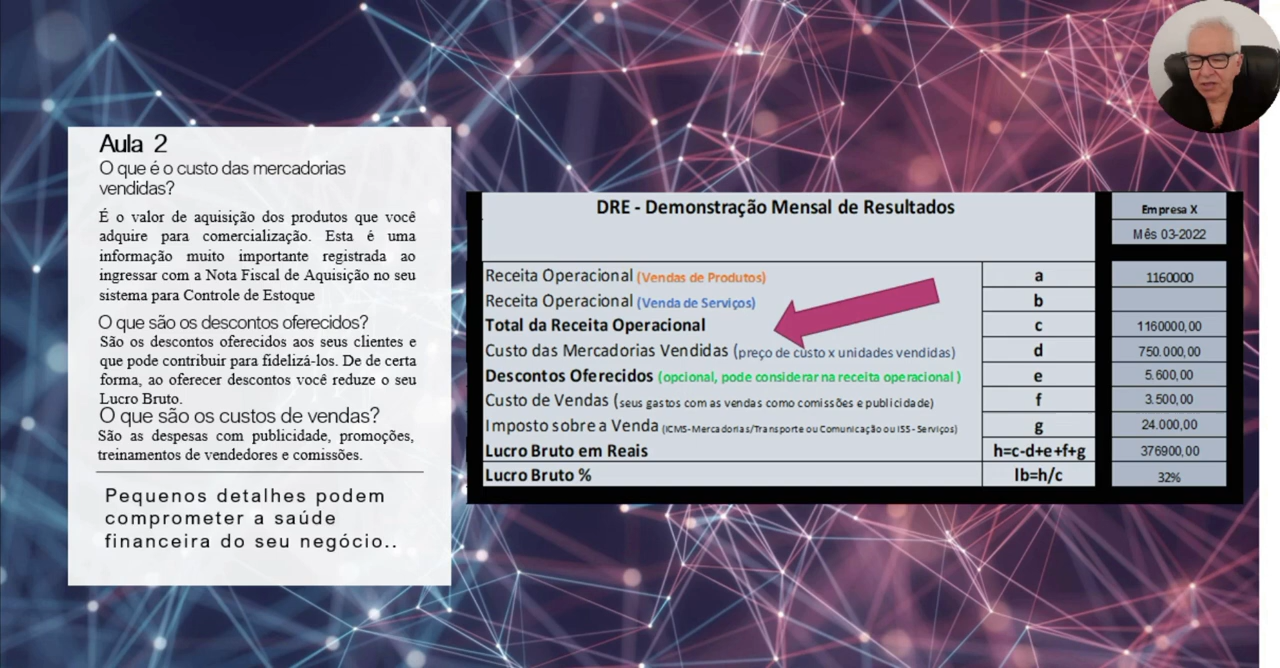 Aula 2
O que é o custo das mercadorias
vendidas?
É o valor de aquisição dos produtos que você
adquire para comercialização. Esta é uma
informação muito importante registrada ao
ingressar com a Nota Fiscal de Aquisição no seu
sistema para Controle de Estoque
O que são os descontos oferecidos?
São os descontos oferecidos aos seus clientes e
que pode contribuir para fidelizá-los. De de certa
forma, ao oferecer descontos você reduze o seu
Lucro Bruto.
O que são os custos de vendas?
São as despesas com publicidade, promoções,
treinamentos de vendedores e comissões.
Pequenos detalhes podem
comprometer a saúde
financeira do seu negócio..
DRE - Demonstração Mensal de Resultados
Empresa X
Mês 03-2022
Receita Operacional (Vendas de Produtos) a 1160000
Receita Operacional (Venda de Serviços) b
Total da Receita Operacional c 1160000,00
Custo das Mercadorias Vendidas (preço de custo x unidades vendidas) d 750.000,00
Descontos Oferecidos (opcional, pode considerar na receita operacional ) e 5.600,00
Custo de Vendas (seus gastos com as vendas como comissões e publicidade) f 3.500,00
Imposto sobre a Venda (ICMS-Mercadorias/Transporte ou Comunicação ou ISS - Serviços) g 24.000,00
Lucro Bruto em Reais h=c-d+e+f+g 376900,00
Lucro Bruto % lb=h/c 32%